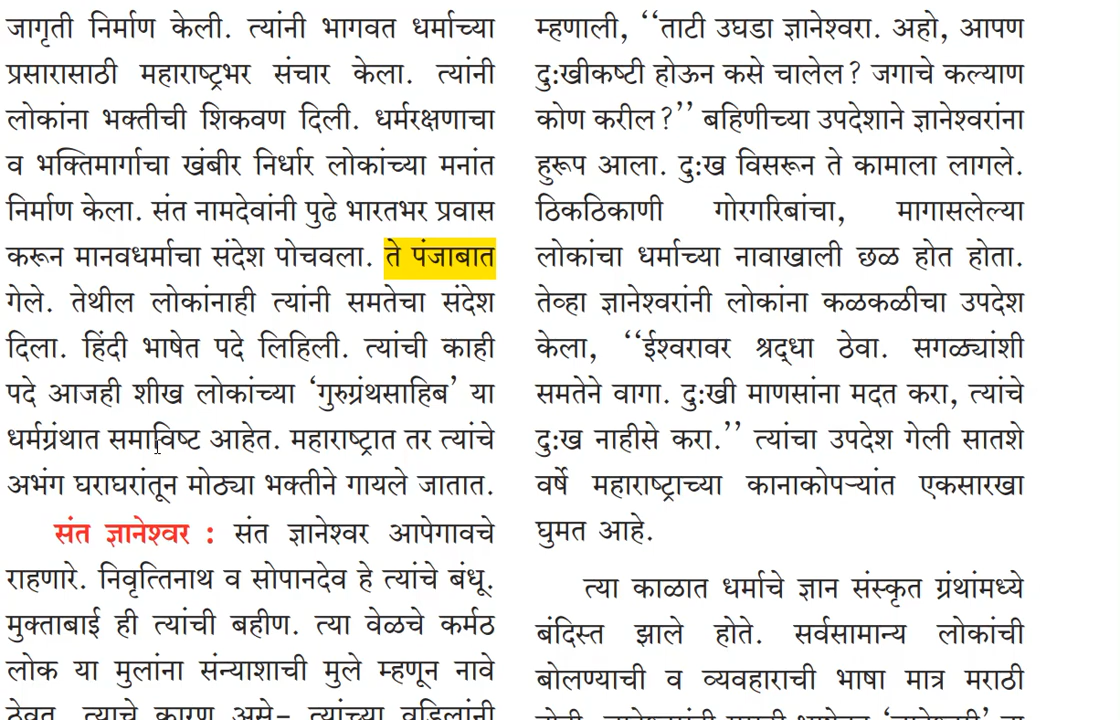 जागृती निर्माण केली. त्यांनी भागवत धर्माच्या
प्रसारासाठी महाराष्ट्रभर संचार केला. त्यांनी
लोकांना भक्तीची शिकवण दिली. धर्मरक्षणाचा
व भक्तिमार्गाचा खंबीर निर्धार लोकांच्या मनांत
निर्माण केला. संत नामदेवांनी पुढे भारतभर प्रवास
करून मानवधर्माचा संदेश पोचवला. ते पंजाबात
गेले. तेथील लोकांनाही त्यांनी समतेचा संदेश
दिला. हिंदी भाषेत पदे लिहिली. त्यांची काही
पदे आजही शीख लोकांच्या ‘गुरुग्रंथसाहिब’ या
धर्मग्रंथात समाविष्ट आहेत. महाराष्ट्रात तर त्यांचे
अभंग घराघरांतून मोठ्या भक्तीने गायले जातात.
संत ज्ञानेश्वर : संत ज्ञानेश्वर आपेगावचे
राहणारे. निवृत्तिनाथ व सोपानदेव हे त्यांचे बंधू.
मुक्ताबाई ही त्यांची बहीण. त्या वेळचे कर्मठ
लोक या मुलांना संन्याशाची मुले म्हणून नावे
ठेवत. त्याचे कारण असे- त्यांच्या वडिलांनी
म्हणाली, ‘‘ताटी उघडा ज्ञानेश्वरा. अहो, आपण
दुःखीकष्टी होऊन कसे चालेल? जगाचे कल्याण
कोण करील?’’ बहिणीच्या उपदेशाने ज्ञानेश्वरांना
हुरूप आला. दुःख विसरून ते कामाला लागले.
ठिकठिकाणी गोरगरिबांचा, मागासलेल्या
लोकांचा धर्माच्या नावाखाली छळ होत होता.
तेव्हा ज्ञानेश्वरांनी लोकांना कळकळीचा उपदेश
केला, ‘‘ईश्वरावर श्रद्धा ठेवा. सगळ्यांशी
समतेने वागा. दुःखी माणसांना मदत करा, त्यांचे
दुःख नाहीसे करा.’’ त्यांचा उपदेश गेली सातशे
वर्षे महाराष्ट्राच्या कानाकोपऱ्यांत एकसारखा
घुमत आहे.
त्या काळात धर्माचे ज्ञान संस्कृत ग्रंथांमध्ये
बंदिस्त झाले होते. सर्वसामान्य लोकांची
बोलण्याची व व्यवहाराची भाषा मात्र मराठी